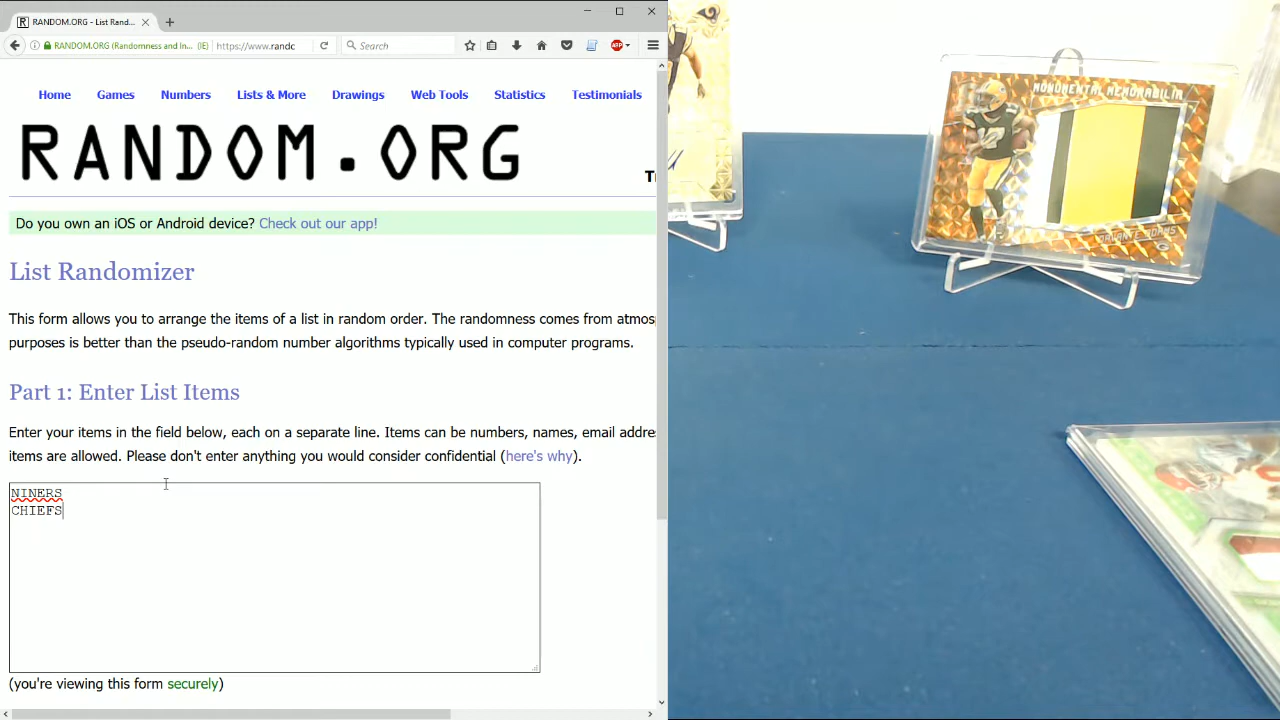 RANDOM.ORG - List Rand...
RANDOM.ORG (Randomness and In... (IE)
https://www.randc
Search
Home
Games
Numbers
Lists & More
Drawings
Web Tools
Statistics
Testimonials
RANDOM.ORG
Do you own an iOS or Android device? Check out our app!
List Randomizer
This form allows you to arrange the items of a list in random order. The randomness comes from atmos
purposes is better than the pseudo-random number algorithms typically used in computer programs.
Part 1: Enter List Items
Enter your items in the field below, each on a separate line. Items can be numbers, names, email addre
items are allowed. Please don't enter anything you would consider confidential (here's why).
NINERS
CHIEFS
(you're viewing this form securely)
MONUMENTAL MEMORABILIA
DAVANTE ADAMS